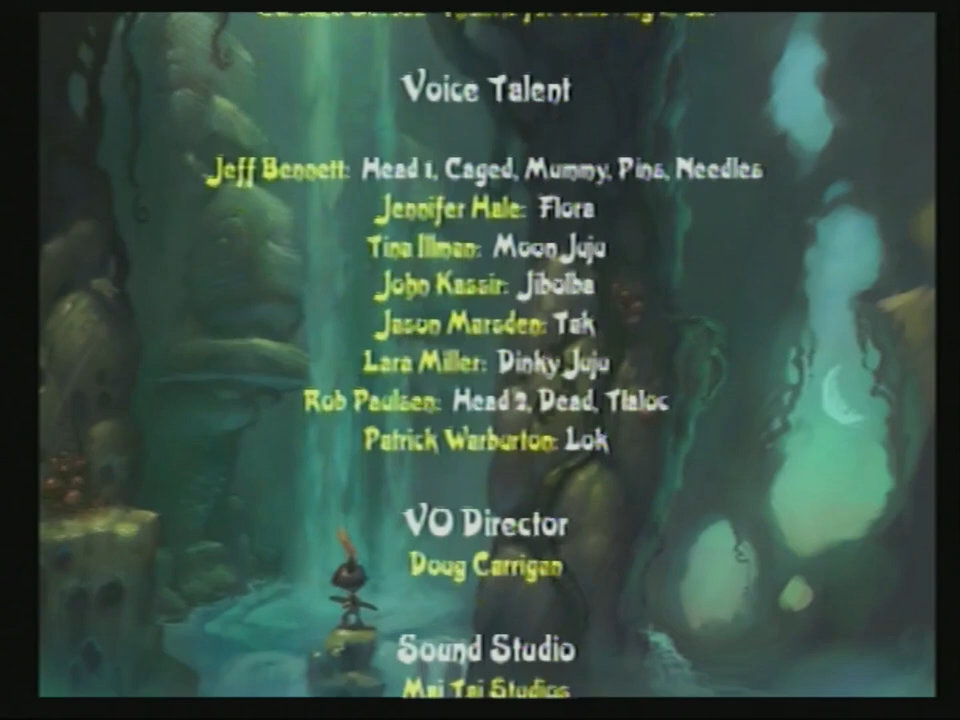 Voice Talent
Jeff Bennett: Head 1, Caged, Mummy, Pins, Needles
Jennifer Hale: Flora
Tina Illman: Moon Juju
John Kassir: Jibolba
Jason Marsden: Tak
Lara Miller: Dinky Juju
Rob Paulsen: Head 2, Dead, Tlaloc
Patrick Warburton: Lok
VO Director
Doug Carrigan
Sound Studio
Mai Tai Studios